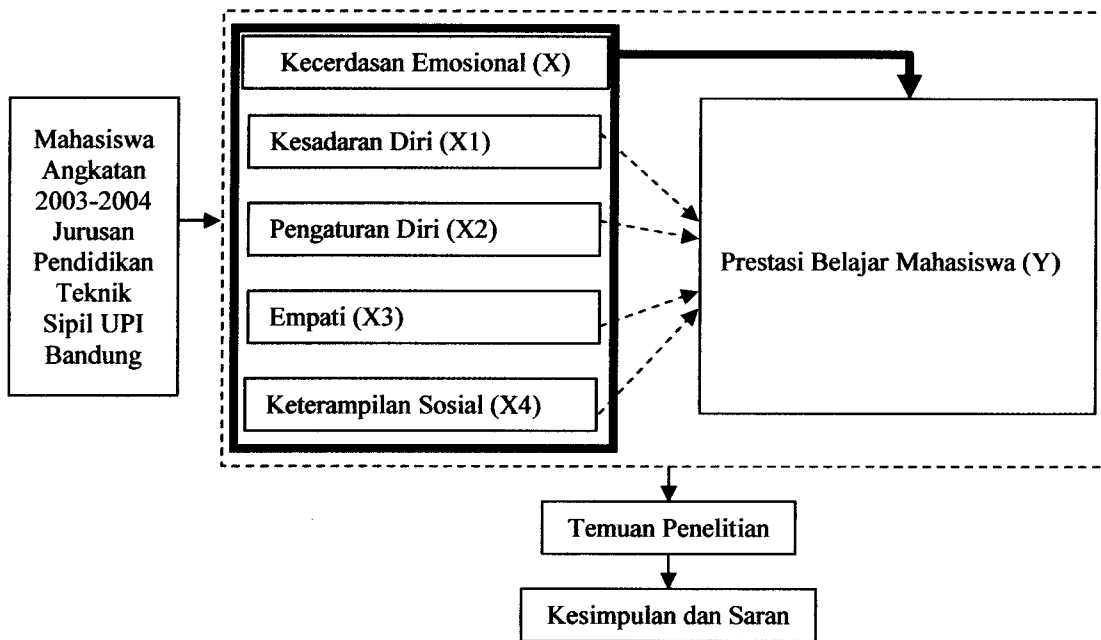 Mahasiswa
Angkatan
2003-2004
Jurusan
Pendidikan
Teknik
Sipil UPI
Bandung
Kecerdasan Emosional (X)
Kesadaran Diri (X1)
Pengaturan Diri (X2)
Empati (X3)
Keterampilan Sosial (X4)
Prestasi Belajar Mahasiswa (Y)
Temuan Penelitian
Kesimpulan dan Saran